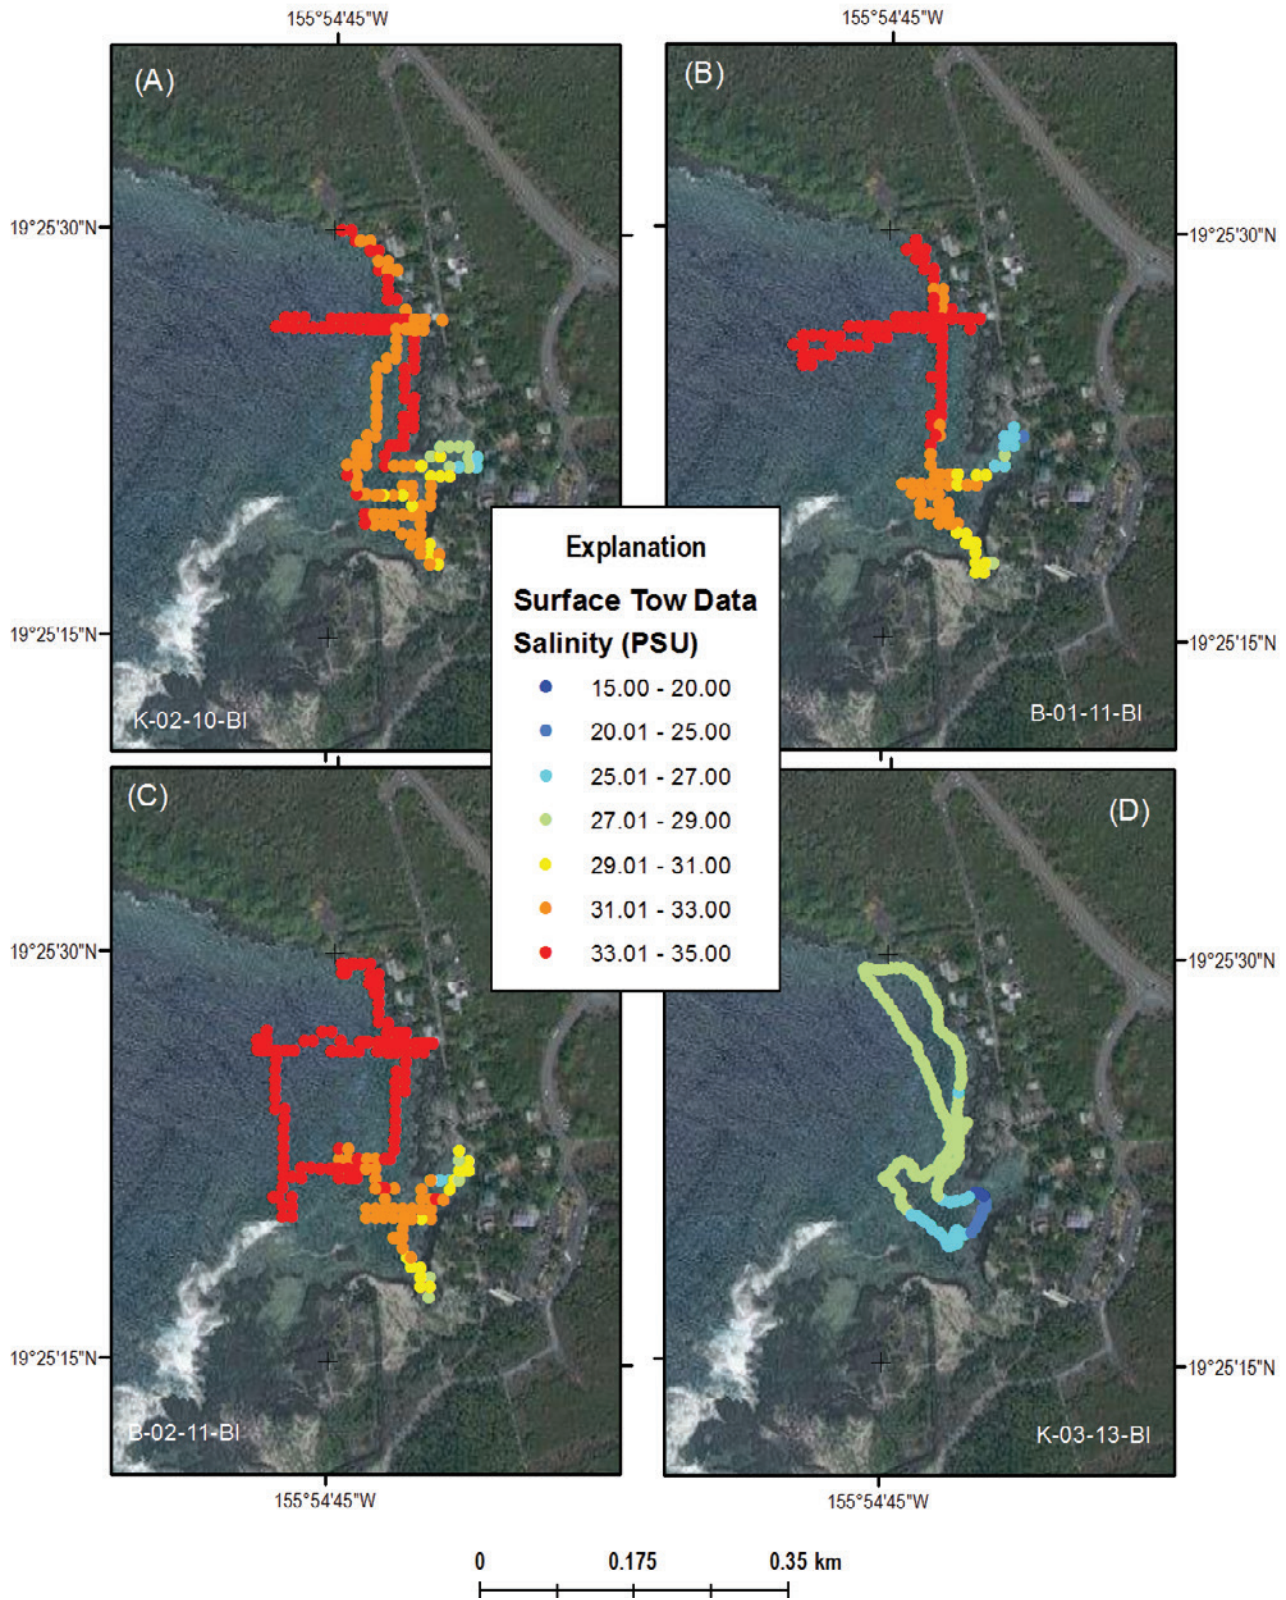 155°54'45"W
155°54'45"W
(A)
(B)
19°25'30"N
19°25'30"N
19°25'15"N
19°25'15"N
K-02-10-BI
B-01-11-BI
Explanation
Surface Tow Data
Salinity (PSU)
15.00 - 20.00
20.01 - 25.00
25.01 - 27.00
27.01 - 29.00
29.01 - 31.00
31.01 - 33.00
33.01 - 35.00
(C)
(D)
19°25'30"N
19°25'30"N
19°25'15"N
19°25'15"N
B-02-11-BI
K-03-13-BI
155°54'45"W
155°54'45"W
0 0.175 0.35 km